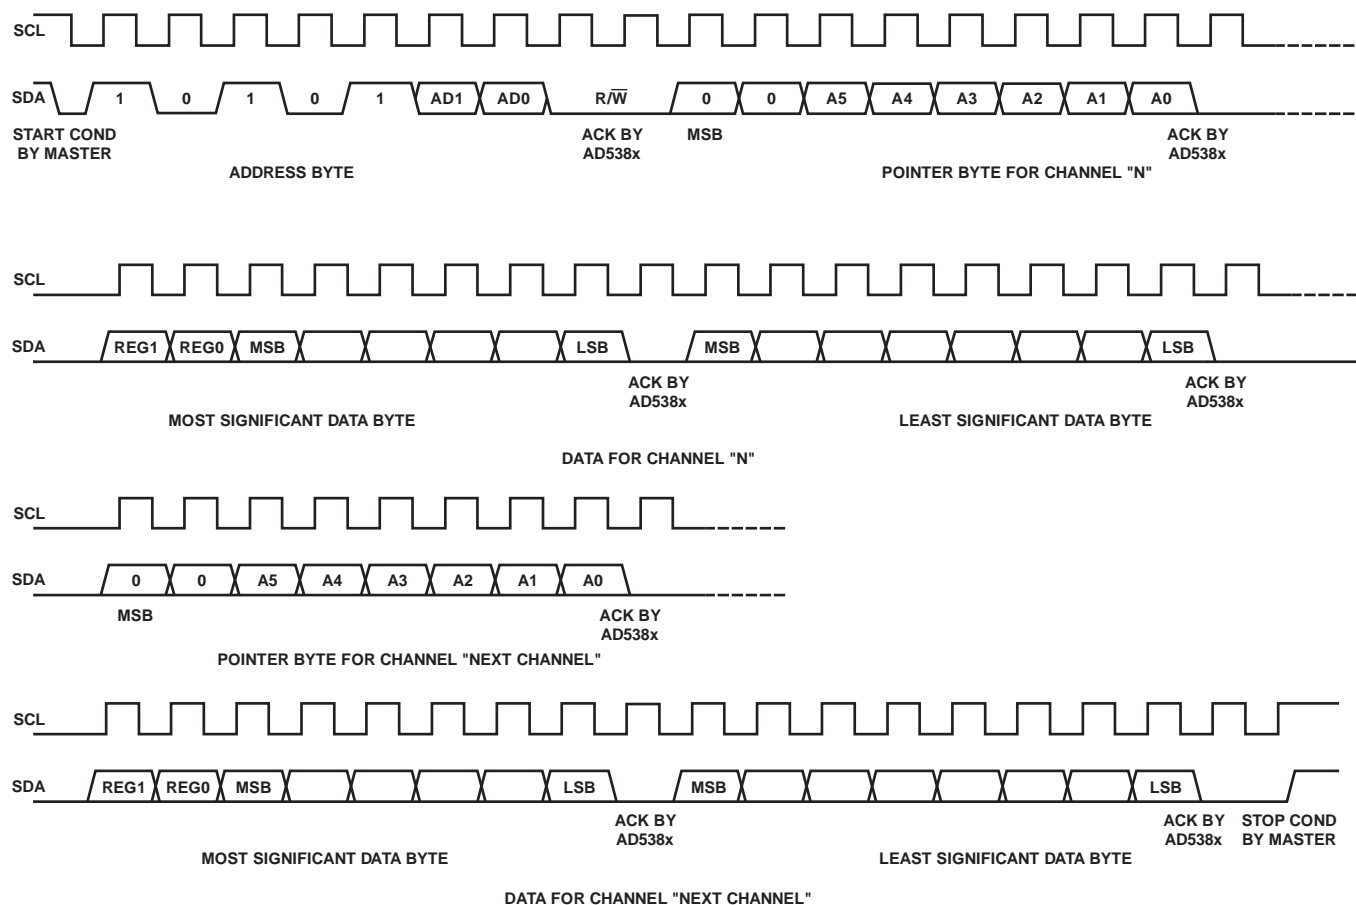 SCL
SDA 1 0 1 0 1 AD1 AD0 R/W̅ 0 0 A5 A4 A3 A2 A1 A0
START COND ACK BY MSB ACK BY
BY MASTER AD538x AD538x
ADDRESS BYTE POINTER BYTE FOR CHANNEL "N"
SCL
SDA REG1 REG0 MSB LSB MSB LSB
ACK BY ACK BY
AD538x AD538x
MOST SIGNIFICANT DATA BYTE LEAST SIGNIFICANT DATA BYTE
DATA FOR CHANNEL "N"
SCL
SDA 0 0 A5 A4 A3 A2 A1 A0
MSB ACK BY
AD538x
POINTER BYTE FOR CHANNEL "NEXT CHANNEL"
SCL
SDA REG1 REG0 MSB LSB MSB LSB
ACK BY ACK BY STOP COND
AD538x AD538x BY MASTER
MOST SIGNIFICANT DATA BYTE LEAST SIGNIFICANT DATA BYTE
DATA FOR CHANNEL "NEXT CHANNEL"